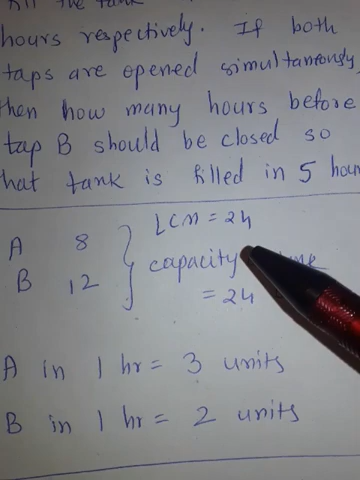 fill the tank
hours respectively. If both
taps are opened simultaneously,
then how many hours before
tap B should be closed so
that tank is filled in 5 hours
A 8
B 12
LCM = 24
capacity
= 24
A in 1 hr = 3 units
B in 1 hr = 2 units